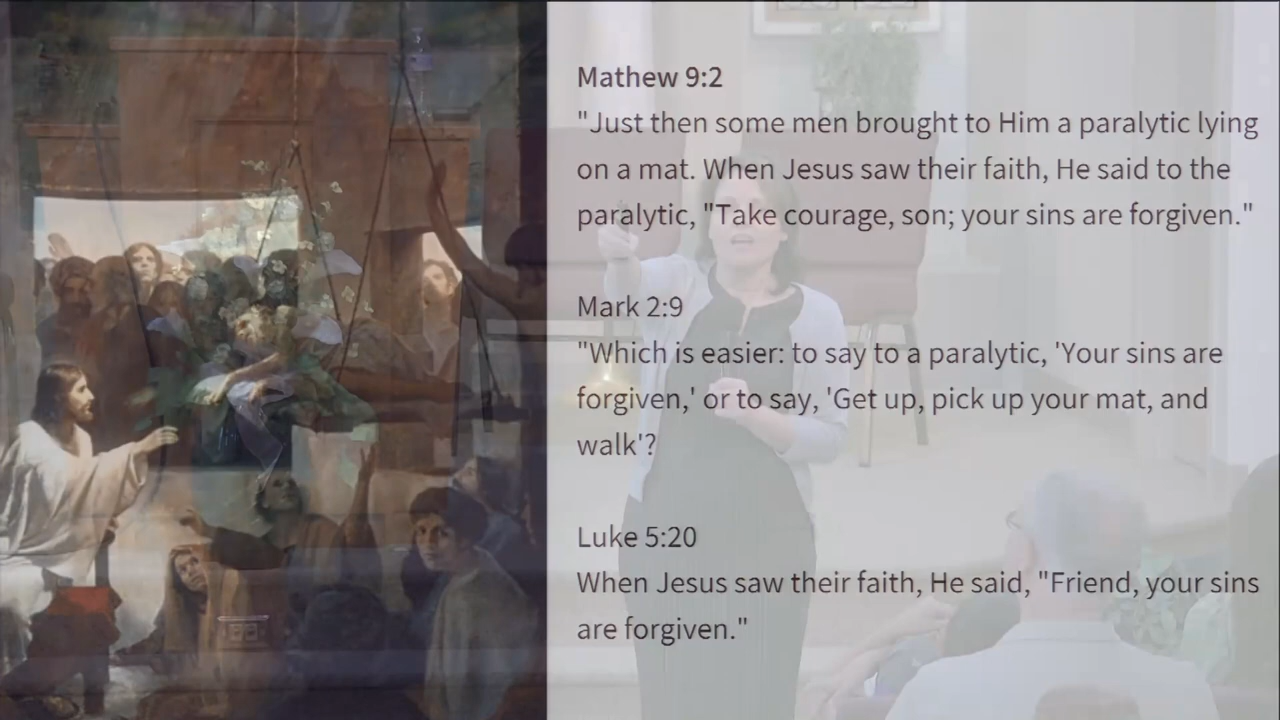 Mathew 9:2
"Just then some men brought to Him a paralytic lying
on a mat. When Jesus saw their faith, He said to the
paralytic, "Take courage, son; your sins are forgiven."
Mark 2:9
"Which is easier: to say to a paralytic, 'Your sins are
forgiven,' or to say, 'Get up, pick up your mat, and
walk'?
Luke 5:20
When Jesus saw their faith, He said, "Friend, your sins
are forgiven."